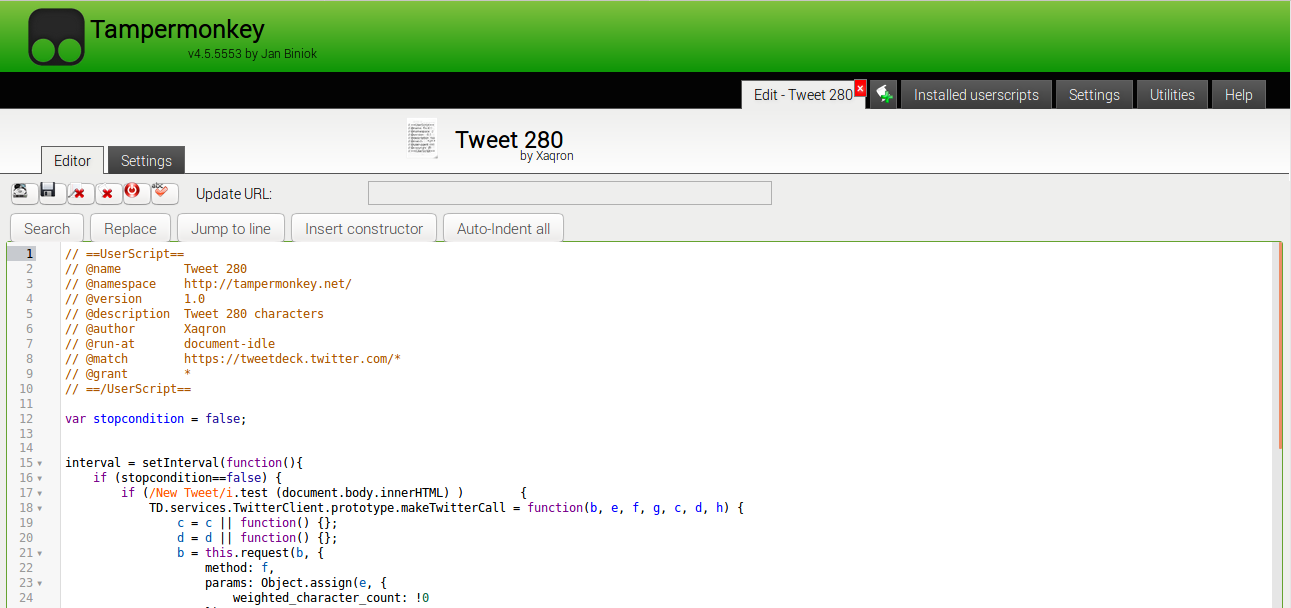 Tampermonkey
v4.5.5553 by Jan Biniok
Edit - Tweet 280
Installed userscripts
Settings
Utilities
Help
Tweet 280
by Xaqron
Editor
Settings
Update URL:
Search
Replace
Jump to line
Insert constructor
Auto-Indent all
1 // ==UserScript==
2 // @name         Tweet 280
3 // @namespace    http://tampermonkey.net/
4 // @version      1.0
5 // @description  Tweet 280 characters
6 // @author       Xaqron
7 // @run-at       document-idle
8 // @match        https://tweetdeck.twitter.com/*
9 // @grant        *
10 // ==/UserScript==
11
12 var stopcondition = false;
13
14
15 interval = setInterval(function(){
16     if (stopcondition==false) {
17         if (/New Tweet/i.test (document.body.innerHTML) )        {
18             TD.services.TwitterClient.prototype.makeTwitterCall = function(b, e, f, g, c, d, h) {
19                 c = c || function() {};
20                 d = d || function() {};
21                 b = this.request(b, {
22                     method: f,
23                     params: Object.assign(e, {
24                         weighted_character_count: !0